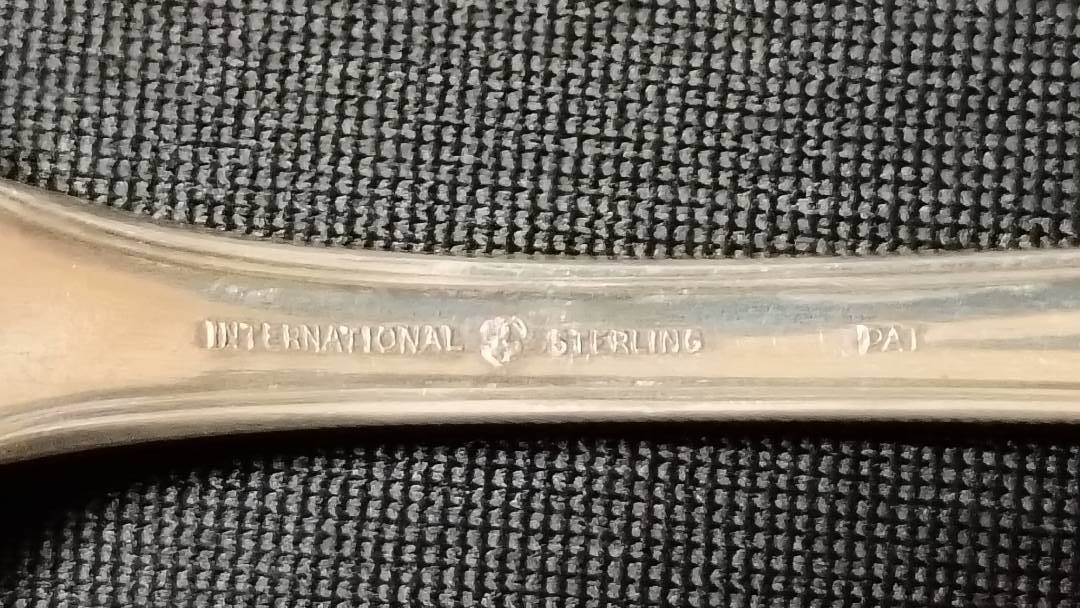 INTERNATIONAL STERLING PAT